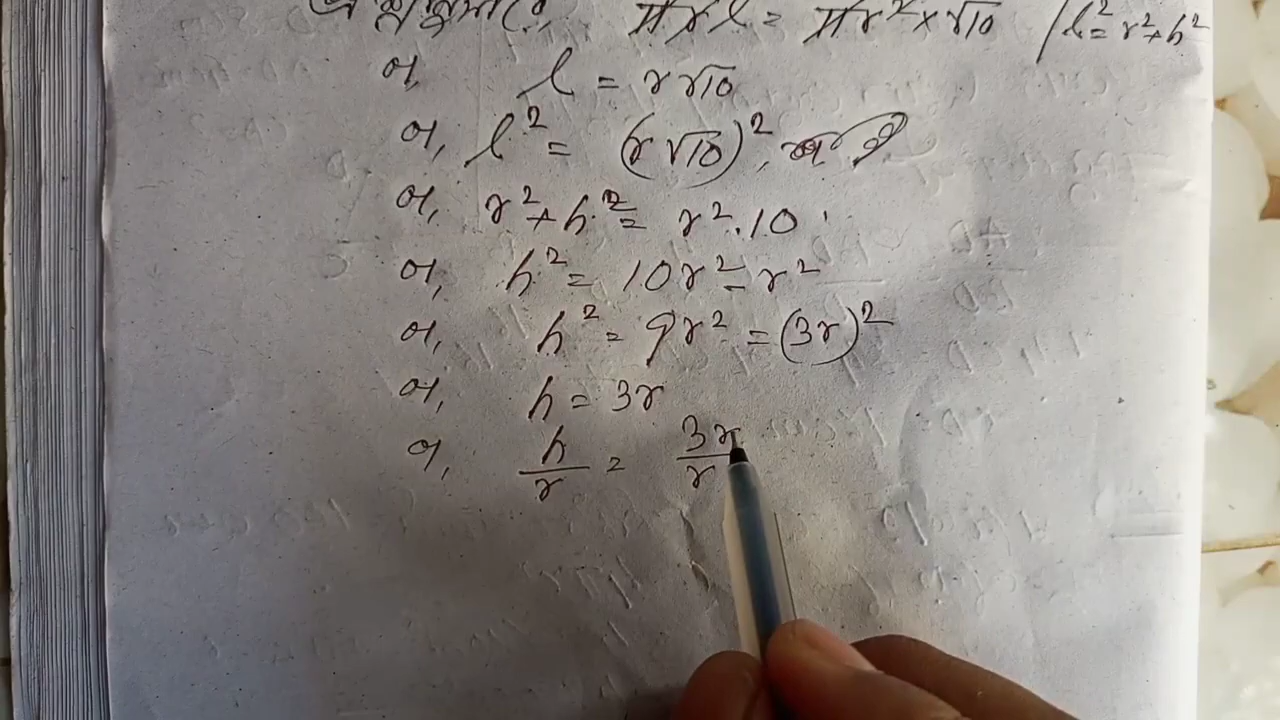 প্রশ্নানুসারে, πrl = πr² × √10 / l² = r² + h²
বা, l = r√10
বা, l² = (r√10)²,
বা, r² + h² = r².10
বা, h² = 10r² - r²
বা, h² = 9r² = (3r)²
বা, h = 3r
বা, h/r = 3r/r